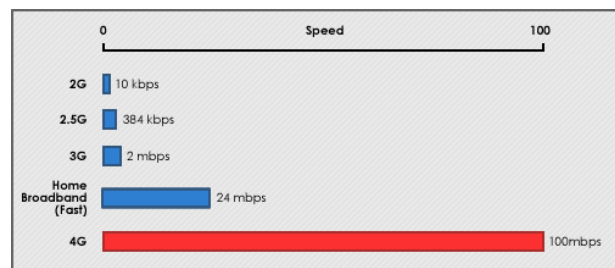 0 Speed 100
2G 10 kbps
2.5G 384 kbps
3G 2 mbps
Home
Broadband
(Fast) 24 mbps
4G 100mbps